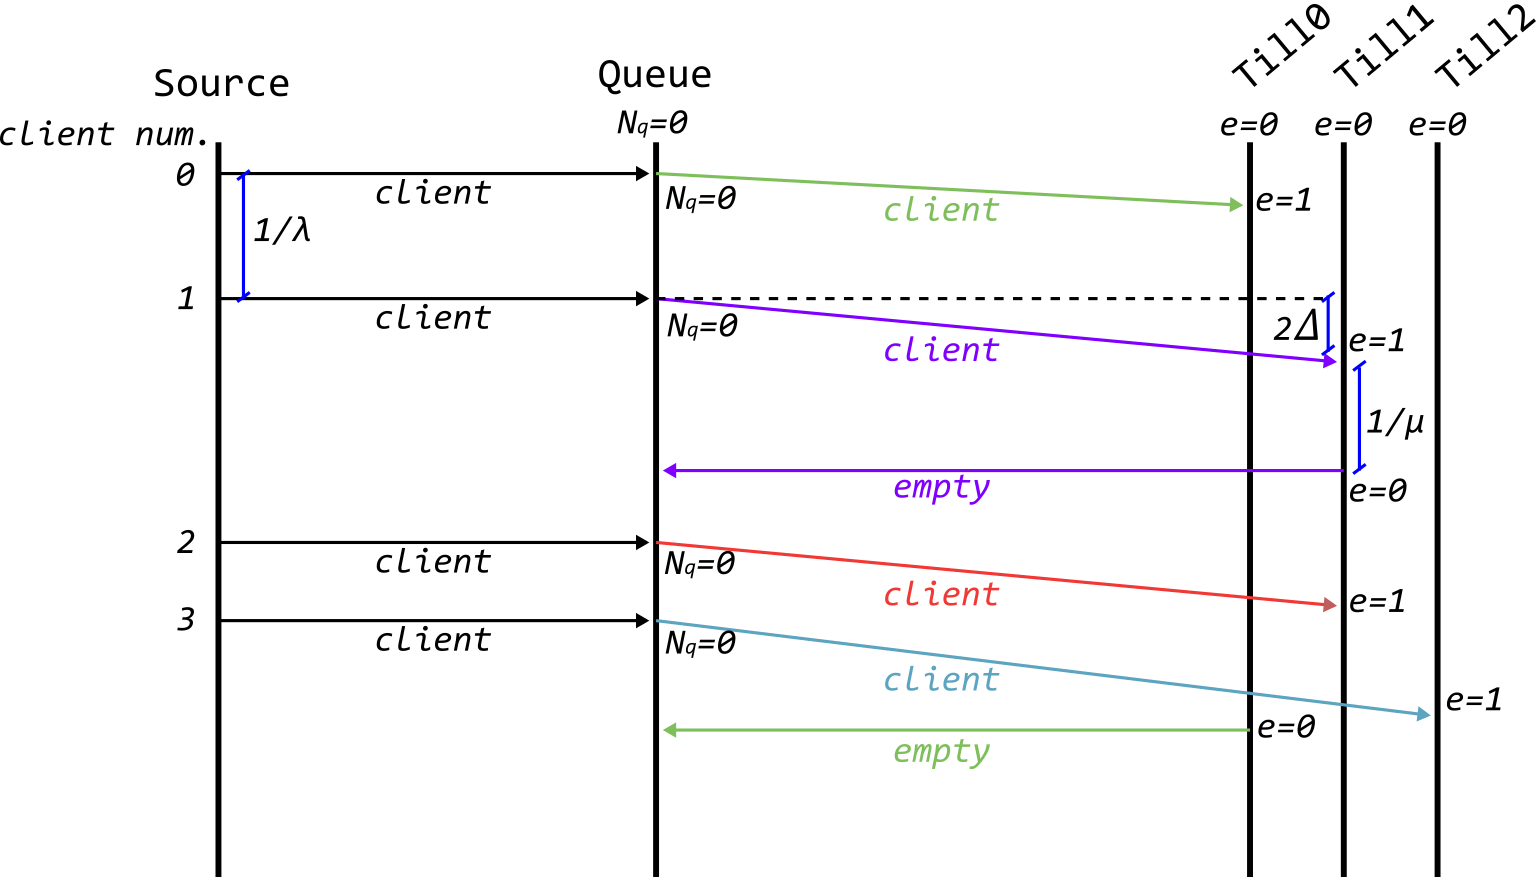 Till0 Till1 Till2
Source Queue
Nq=0 e=0 e=0 e=0
client num.
0
client Nq=0 client e=1
1/λ
1
client Nq=0 client 2Δ e=1
1/μ
empty e=0
2
client Nq=0 client e=1
3
client Nq=0 client e=1
empty e=0